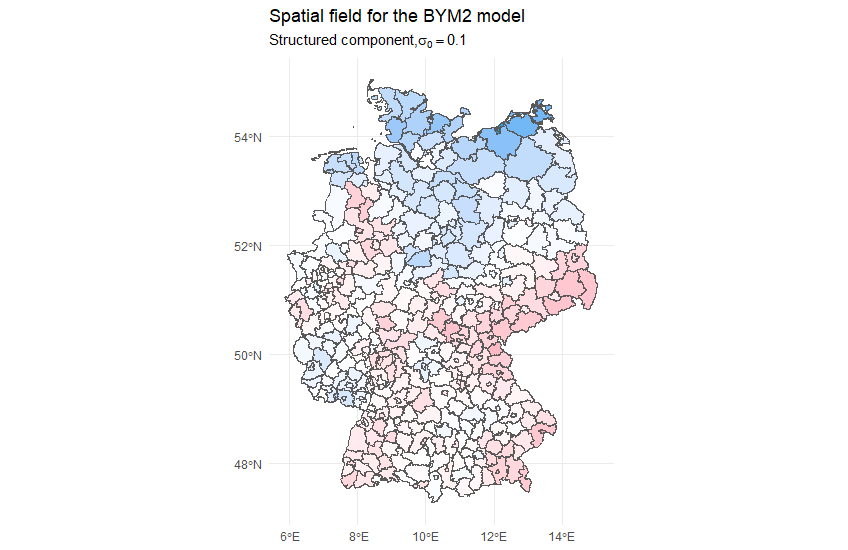 Spatial field for the BYM2 model
Structured component,σ₀ = 0.1
54°N
52°N
50°N
48°N
6°E 8°E 10°E 12°E 14°E